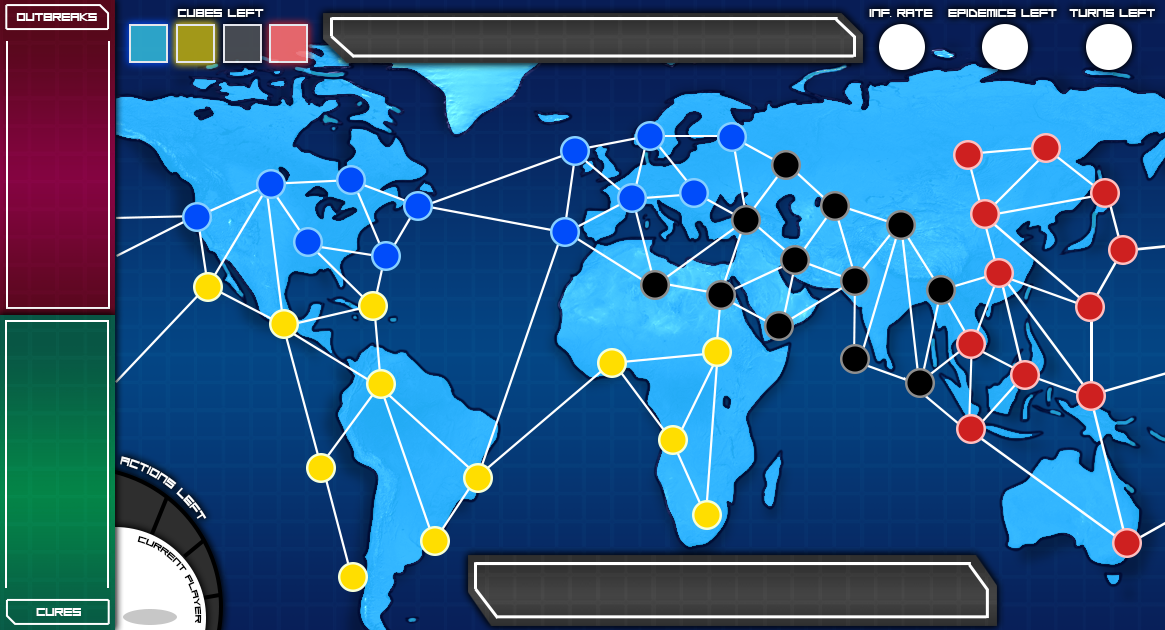 OUTBREAKS
CUBES LEFT
INF. RATE
EPIDEMICS LEFT
TURNS LEFT
ACTIONS LEFT
CURRENT PLAYER
CURES